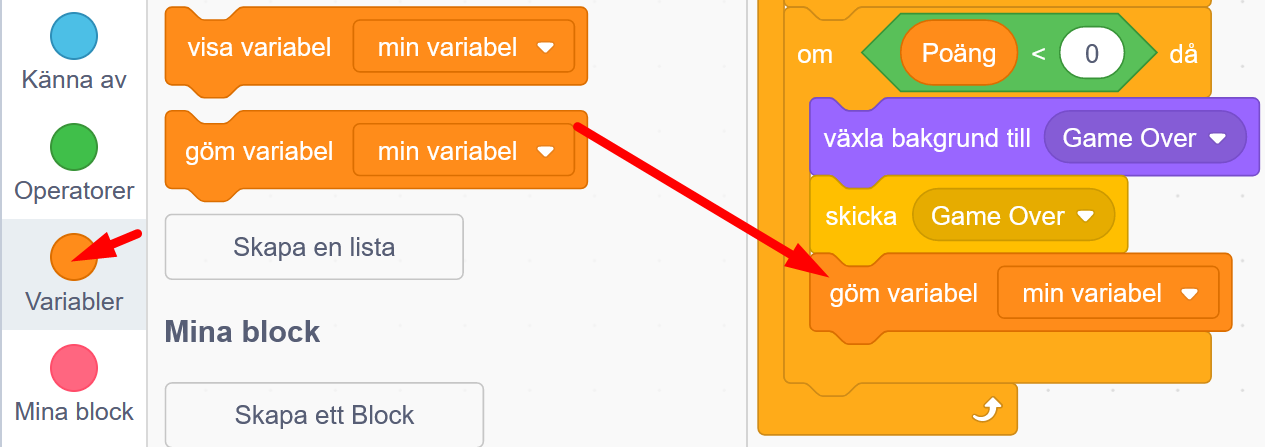 Känna av
Operatorer
Variabler
Mina block
visa variabel min variabel
göm variabel min variabel
Skapa en lista
Mina block
Skapa ett Block
om Poäng < 0 då
växla bakgrund till Game Over
skicka Game Over
göm variabel min variabel